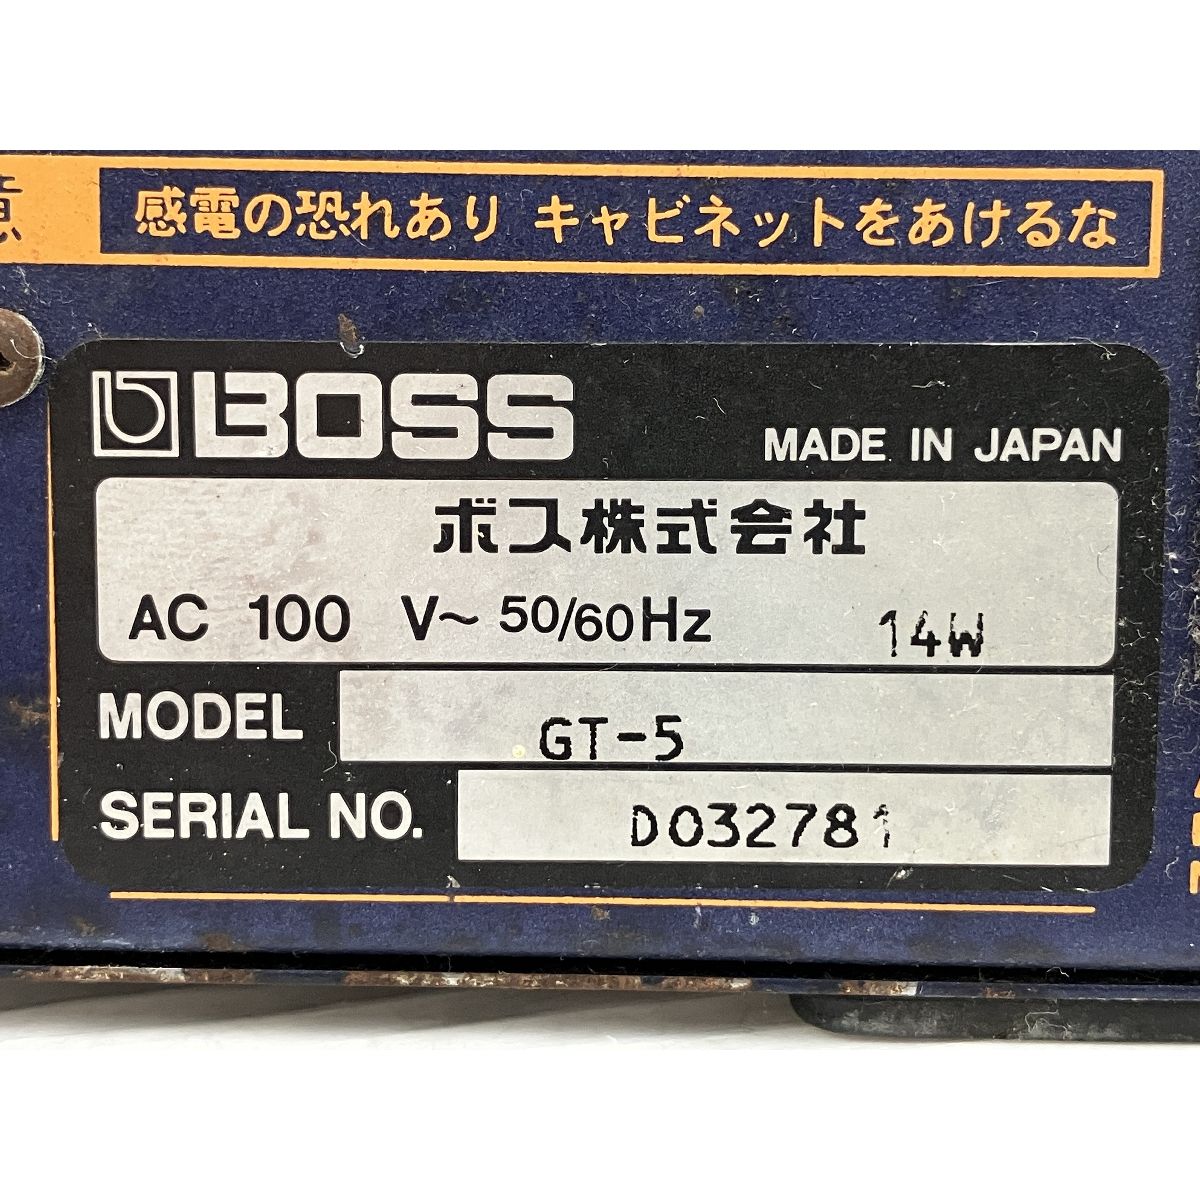 感電の恐れあり キャビネットをあけるな
BOSS
MADE IN JAPAN
ボス株式会社
AC 100 V~ 50/60Hz 14W
MODEL GT-5
SERIAL NO. D032781